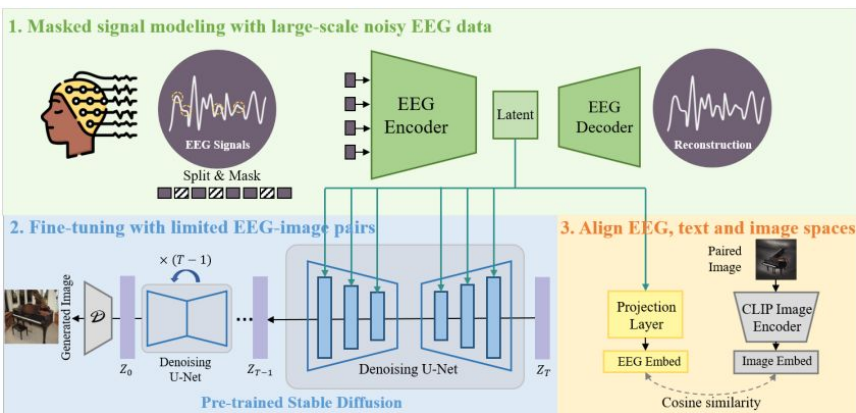 1. Masked signal modeling with large-scale noisy EEG data
EEG Signals
Split & Mask
EEG
Encoder
Latent
EEG
Decoder
Reconstruction
2. Fine-tuning with limited EEG-image pairs
× (T − 1)
Generated Image
𝒟
Z₀
Denoising
U-Net
...
Z_{T−1}
Denoising U-Net
Z_T
Pre-trained Stable Diffusion
3. Align EEG, text and image spaces
Paired
Image
Projection
Layer
CLIP Image
Encoder
EEG Embed
Image Embed
Cosine similarity